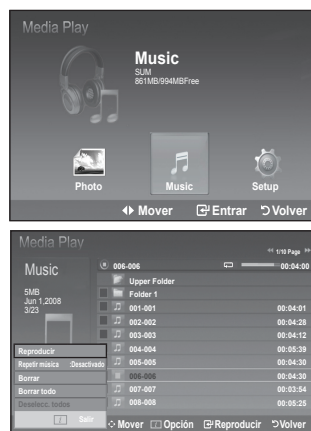 Media Play
Music
SUM
861MB/994MBFree
Photo
Music
Setup
Mover
Entrar
Volver
Media Play
1/10 Page
Music
006-006
00:04:00
5MB
Jun 1,2008
3/23
Upper Folder
Folder 1
001-001 00:04:01
002-002 00:04:28
003-003 00:04:12
004-004 00:05:39
005-005 00:04:30
006-006 00:04:30
007-007 00:03:54
008-008 00:05:25
Reproducir
Repetir música :Desactivado
Borrar
Borrar todo
Deselecc. todos
Salir
Mover Opción Reproducir Volver